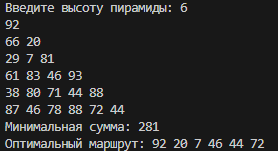 Введите высоту пирамиды: 6
92
66 20
29 7 81
61 83 46 93
38 80 71 44 88
87 46 78 88 72 44
Минимальная сумма: 281
Оптимальный маршрут: 92 20 7 46 44 72